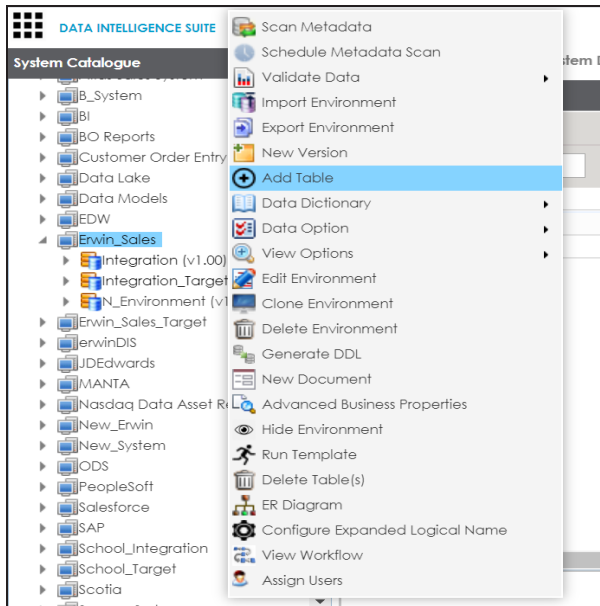 DATA INTELLIGENCE SUITE
System Catalogue
B_System
BI
BO Reports
Customer Order Entry
Data Lake
Data Models
EDW
Erwin_Sales
Integration (v1.00)
Integration_Target
N_Environment (v1
Erwin_Sales_Target
erwinDIS
JDEdwards
MANTA
Nasdaq Data Asset Re
New_Erwin
New_System
ODS
PeopleSoft
Salesforce
SAP
School_Integration
School_Target
Scotia
Scan Metadata
Schedule Metadata Scan
Validate Data
Import Environment
Export Environment
New Version
Add Table
Data Dictionary
Data Option
View Options
Edit Environment
Clone Environment
Delete Environment
Generate DDL
New Document
Advanced Business Properties
Hide Environment
Run Template
Delete Table(s)
ER Diagram
Configure Expanded Logical Name
View Workflow
Assign Users
stem D